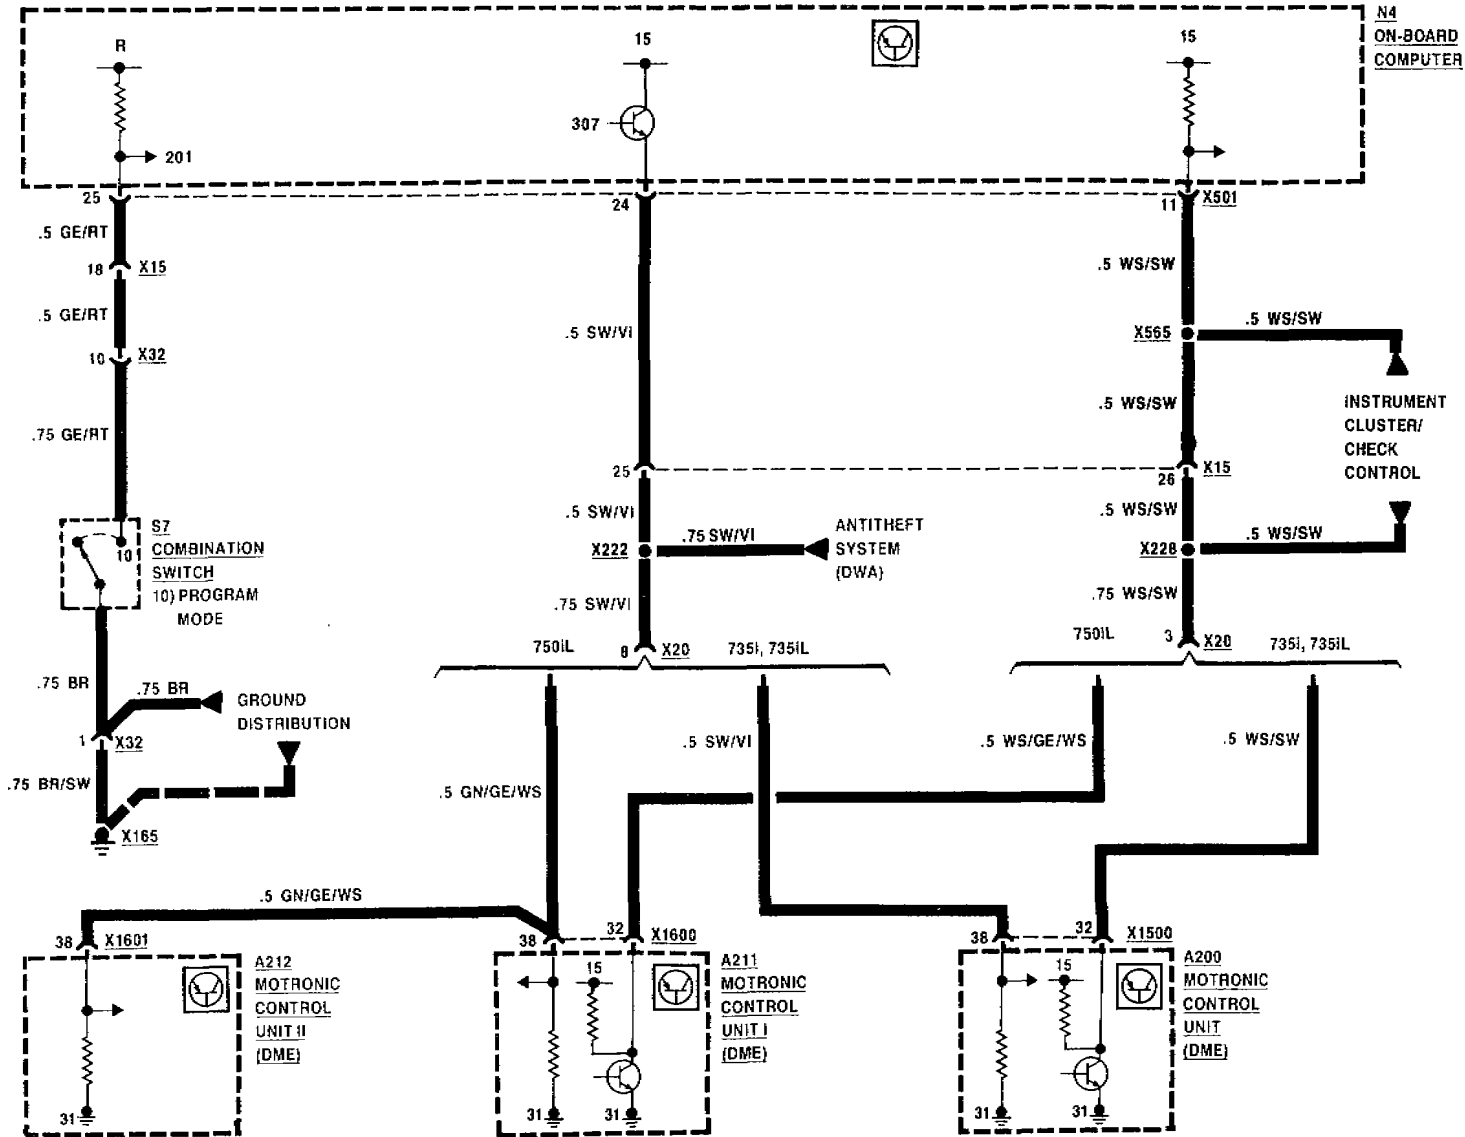 N4
ON-BOARD
COMPUTER
R
15
15
307
201
25
24
11
X501
.5 GE/RT
18
X15
.5 WS/SW
.5 GE/RT
.5 SW/VI
X565
.5 WS/SW
10
X32
.5 WS/SW
INSTRUMENT
CLUSTER/
CHECK
CONTROL
.75 GE/RT
25
26
X15
.5 SW/VI
.5 WS/SW
S7
COMBINATION
SWITCH
10) PROGRAM
MODE
10
X222
.75 SW/VI
ANTITHEFT
SYSTEM
(DWA)
X228
.5 WS/SW
.75 SW/VI
.75 WS/SW
750iL
8
X20
735i, 735iL
750iL
3
X20
735i, 735iL
.75 BR
.75 BR
GROUND
DISTRIBUTION
1
X32
.5 SW/VI
.5 WS/GE/WS
.5 WS/SW
.75 BR/SW
.5 GN/GE/WS
X165
.5 GN/GE/WS
38
X1601
38
32
X1600
38
32
X1500
A212
MOTRONIC
CONTROL
UNIT II
(DME)
15
A211
MOTRONIC
CONTROL
UNIT I
(DME)
15
A200
MOTRONIC
CONTROL
UNIT
(DME)
31
31
31
31
31